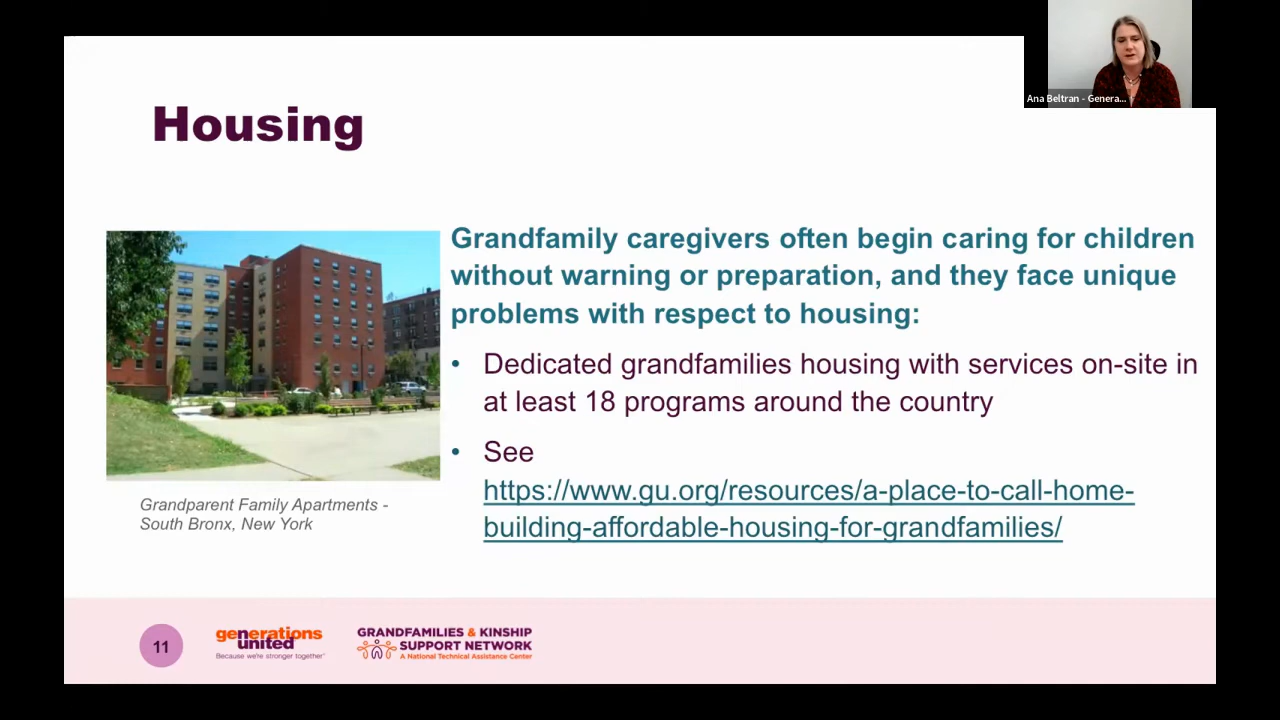 Ana Beltran - Genera...
Housing
Grandfamily caregivers often begin caring for children
without warning or preparation, and they face unique
problems with respect to housing:
• Dedicated grandfamilies housing with services on-site in
at least 18 programs around the country
• See
https://www.gu.org/resources/a-place-to-call-home-
building-affordable-housing-for-grandfamilies/
Grandparent Family Apartments -
South Bronx, New York
11
generations
united
Because we're stronger together®
GRANDFAMILIES & KINSHIP
SUPPORT NETWORK
A National Technical Assistance Center